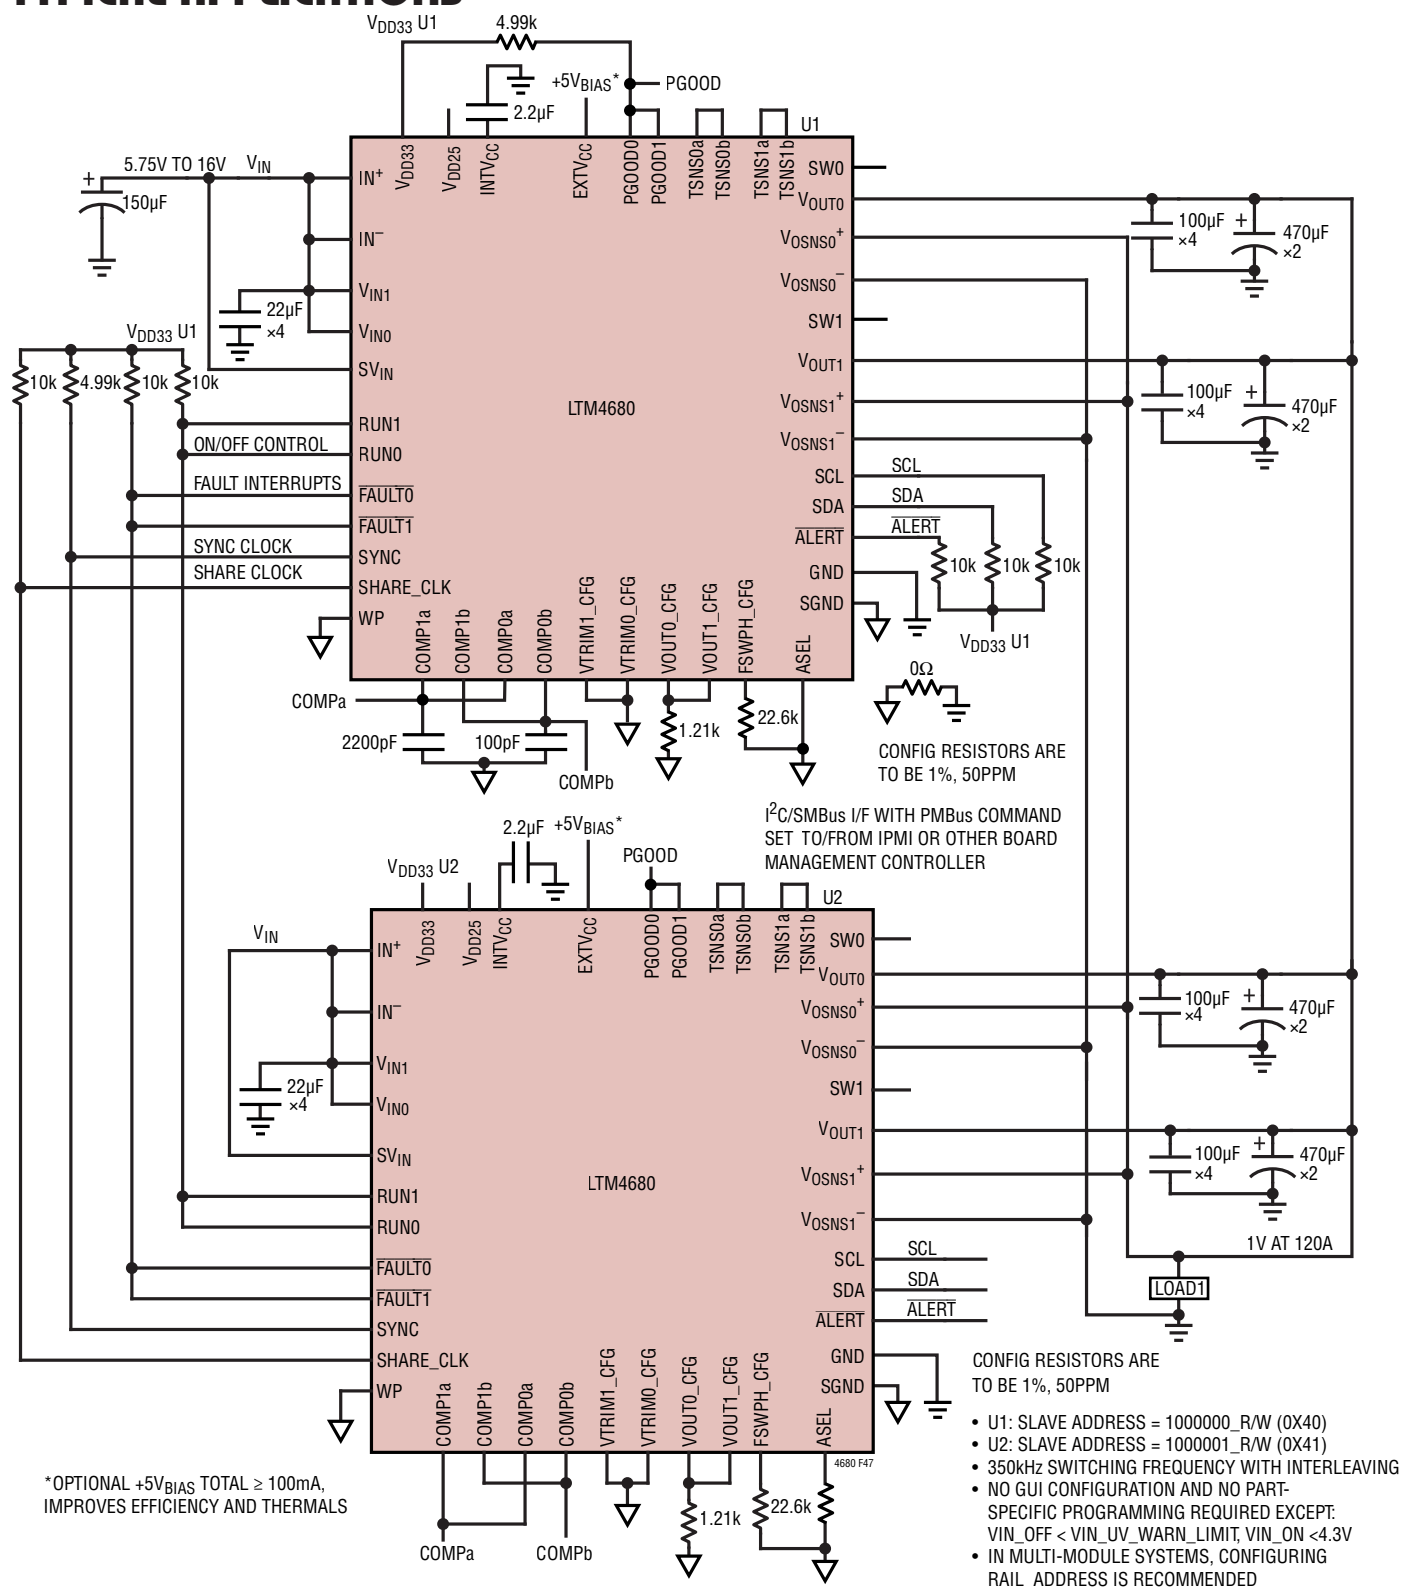 TYPICAL APPLICATIONS
VDD33 U1
4.99k
+5VBIAS*
PGOOD
2.2µF
U1
5.75V TO 16V
VIN
+
150µF
22µF
×4
VDD33 U1
10k
4.99k
10k
10k
ON/OFF CONTROL
FAULT INTERRUPTS
SYNC CLOCK
SHARE CLOCK
IN+
IN–
VIN1
VIN0
SVIN
RUN1
RUN0
FAULT0
FAULT1
SYNC
SHARE_CLK
WP
VDD33
VDD25
INTVCC
EXTVCC
PGOOD0
PGOOD1
TSNS0a
TSNS0b
TSNS1a
TSNS1b
LTM4680
SW0
VOUT0
VOSNS0+
VOSNS0–
SW1
VOUT1
VOSNS1+
VOSNS1–
SCL
SDA
ALERT
GND
SGND
COMP1a
COMP1b
COMP0a
COMP0b
VTRIM1_CFG
VTRIM0_CFG
VOUT0_CFG
VOUT1_CFG
FSWPH_CFG
ASEL
100µF
×4
+
470µF
×2
100µF
×4
+
470µF
×2
SCL
SDA
ALERT
10k
10k
10k
VDD33 U1
0Ω
COMPa
2200pF
100pF
COMPb
1.21k
22.6k
CONFIG RESISTORS ARE
TO BE 1%, 50PPM
I2C/SMBus I/F WITH PMBus COMMAND
SET TO/FROM IPMI OR OTHER BOARD
MANAGEMENT CONTROLLER
2.2µF
+5VBIAS*
PGOOD
VDD33 U2
U2
VIN
22µF
×4
IN+
IN–
VIN1
VIN0
SVIN
RUN1
RUN0
FAULT0
FAULT1
SYNC
SHARE_CLK
WP
VDD33
VDD25
INTVCC
EXTVCC
PGOOD0
PGOOD1
TSNS0a
TSNS0b
TSNS1a
TSNS1b
LTM4680
SW0
VOUT0
VOSNS0+
VOSNS0–
SW1
VOUT1
VOSNS1+
VOSNS1–
SCL
SDA
ALERT
GND
SGND
COMP1a
COMP1b
COMP0a
COMP0b
VTRIM1_CFG
VTRIM0_CFG
VOUT0_CFG
VOUT1_CFG
FSWPH_CFG
ASEL
100µF
×4
+
470µF
×2
100µF
×4
+
470µF
×2
1V AT 120A
LOAD1
SCL
SDA
ALERT
4680 F47
COMPa
COMPb
1.21k
22.6k
*OPTIONAL +5VBIAS TOTAL ≥ 100mA,
IMPROVES EFFICIENCY AND THERMALS
CONFIG RESISTORS ARE
TO BE 1%, 50PPM
• U1: SLAVE ADDRESS = 1000000_R/W (0X40)
• U2: SLAVE ADDRESS = 1000001_R/W (0X41)
• 350kHz SWITCHING FREQUENCY WITH INTERLEAVING
• NO GUI CONFIGURATION AND NO PART-
SPECIFIC PROGRAMMING REQUIRED EXCEPT:
VIN_OFF < VIN_UV_WARN_LIMIT, VIN_ON <4.3V
• IN MULTI-MODULE SYSTEMS, CONFIGURING
RAIL_ADDRESS IS RECOMMENDED